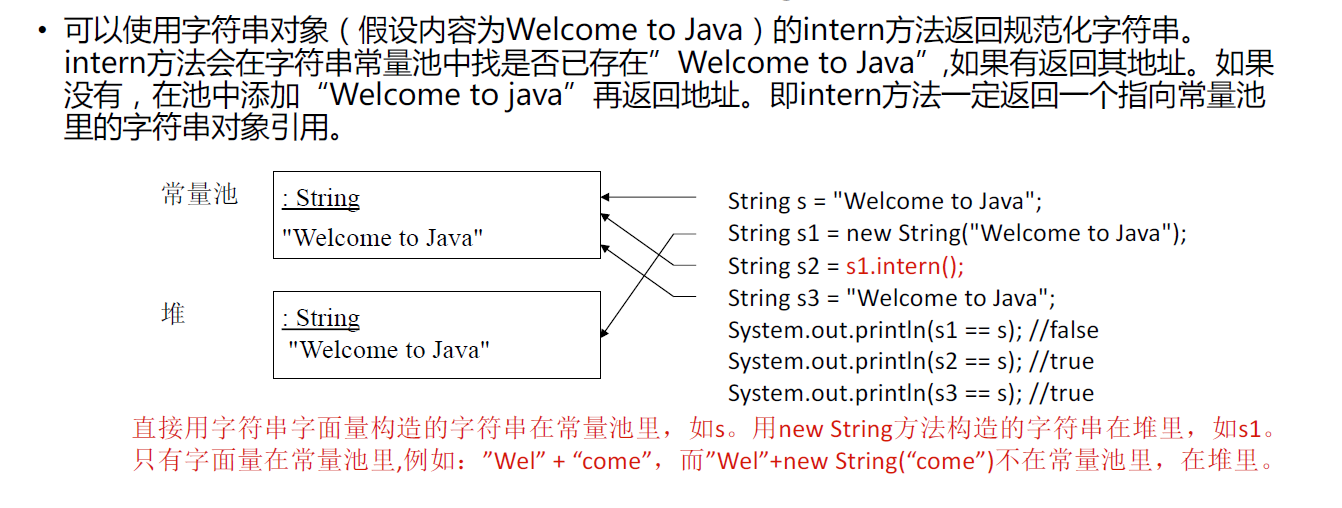 • 可以使用字符串对象（假设内容为Welcome to Java）的intern方法返回规范化字符串。
intern方法会在字符串常量池中找是否已存在”Welcome to Java”,如果有返回其地址。如果
没有，在池中添加“Welcome to java”再返回地址。即intern方法一定返回一个指向常量池
里的字符串对象引用。
常量池
: String
"Welcome to Java"
堆
: String
"Welcome to Java"
String s = "Welcome to Java";
String s1 = new String("Welcome to Java");
String s2 = s1.intern();
String s3 = "Welcome to Java";
System.out.println(s1 == s); //false
System.out.println(s2 == s); //true
System.out.println(s3 == s); //true
直接用字符串字面量构造的字符串在常量池里，如s。用new String方法构造的字符串在堆里，如s1。
只有字面量在常量池里,例如：”Wel” + “come”，而”Wel”+new String(“come”)不在常量池里，在堆里。